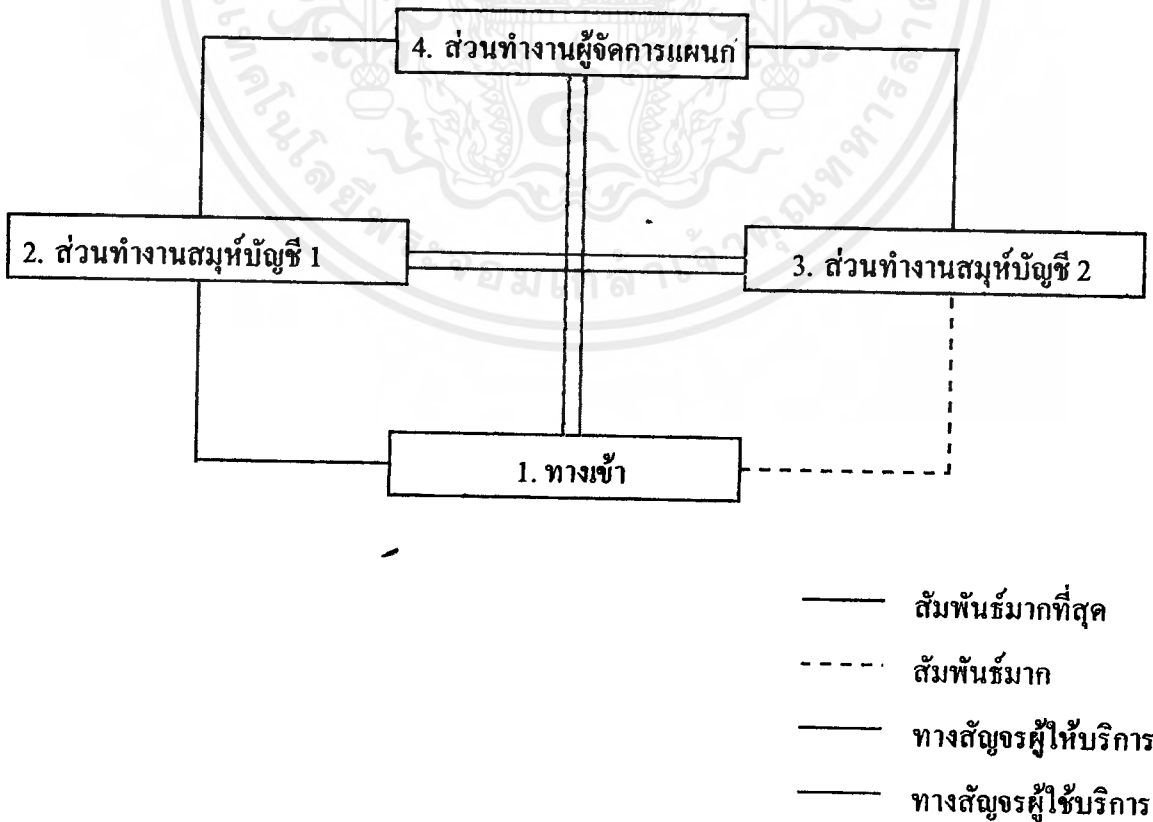 4. ส่วนทำงานผู้จัดการแผนก
2. ส่วนทำงานสมุห์บัญชี 1
3. ส่วนทำงานสมุห์บัญชี 2
1. ทางเข้า
สัมพันธ์มากที่สุด
สัมพันธ์มาก
ทางสัญจรผู้ให้บริการ
ทางสัญจรผู้ใช้บริการ